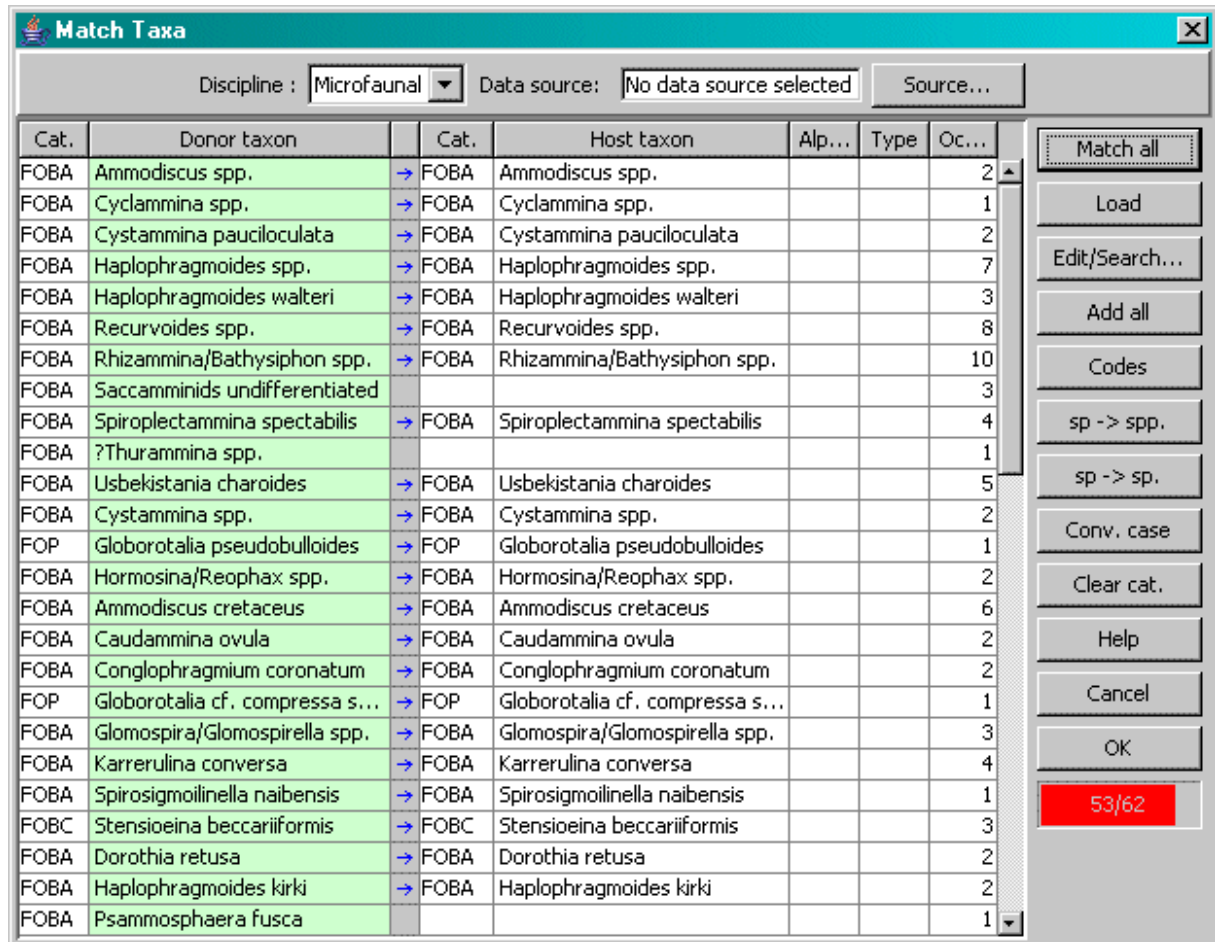 Match Taxa
Discipline : Microfaunal Data source: No data source selected Source...
Cat. Donor taxon Cat. Host taxon Alp... Type Oc... Match all
FOBA Ammodiscus spp. → FOBA Ammodiscus spp. 2
FOBA Cyclammina spp. → FOBA Cyclammina spp. 1 Load
FOBA Cystammina pauciloculata → FOBA Cystammina pauciloculata 2
FOBA Haplophragmoides spp. → FOBA Haplophragmoides spp. 7 Edit/Search...
FOBA Haplophragmoides walteri → FOBA Haplophragmoides walteri 3 Add all
FOBA Recurvoides spp. → FOBA Recurvoides spp. 8
FOBA Rhizammina/Bathysiphon spp. → FOBA Rhizammina/Bathysiphon spp. 10 Codes
FOBA Saccamminids undifferentiated 3
FOBA Spiroplectammina spectabilis → FOBA Spiroplectammina spectabilis 4 sp -> spp.
FOBA ?Thurammina spp. 1
FOBA Usbekistania charoides → FOBA Usbekistania charoides 5 sp -> sp.
FOBA Cystammina spp. → FOBA Cystammina spp. 2
FOP Globorotalia pseudobulloides → FOP Globorotalia pseudobulloides 1 Conv. case
FOBA Hormosina/Reophax spp. → FOBA Hormosina/Reophax spp. 2 Clear cat.
FOBA Ammodiscus cretaceus → FOBA Ammodiscus cretaceus 6
FOBA Caudammina ovula → FOBA Caudammina ovula 2 Help
FOBA Conglophragmium coronatum → FOBA Conglophragmium coronatum 2
FOP Globorotalia cf. compressa s... → FOP Globorotalia cf. compressa s... 1 Cancel
FOBA Glomospira/Glomospirella spp. → FOBA Glomospira/Glomospirella spp. 3 OK
FOBA Karrerulina conversa → FOBA Karrerulina conversa 4
FOBA Spirosigmoilinella naibensis → FOBA Spirosigmoilinella naibensis 1 53/62
FOBC Stensioeina beccariiformis → FOBC Stensioeina beccariiformis 3
FOBA Dorothia retusa → FOBA Dorothia retusa 2
FOBA Haplophragmoides kirki → FOBA Haplophragmoides kirki 2
FOBA Psammosphaera fusca 1